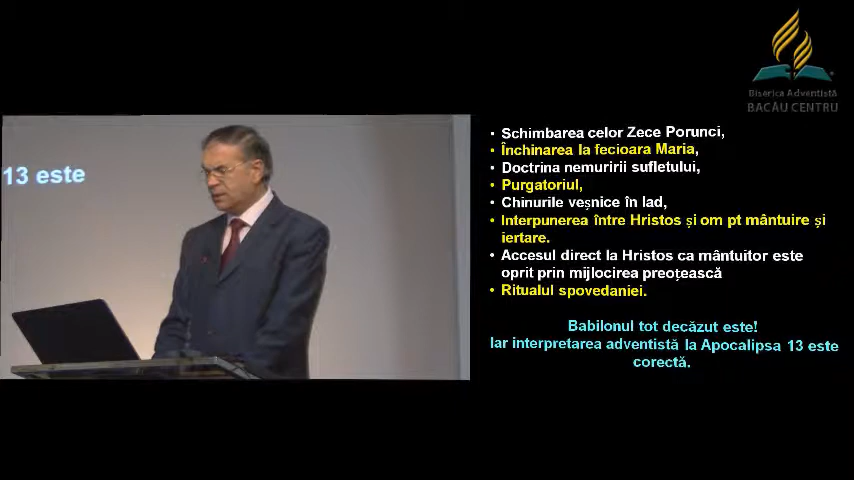 Biserica Adventistă
BACĂU CENTRU
13 este
• Schimbarea celor Zece Porunci,
• Închinarea la fecioara Maria,
• Doctrina nemuririi sufletului,
• Purgatoriul,
• Chinurile veșnice în Iad,
• Interpunerea între Hristos și om pt mântuire și
iertare.
• Accesul direct la Hristos ca mântuitor este
oprit prin mijlocirea preoțească
• Ritualul spovedaniei.
Babilonul tot decăzut este!
Iar interpretarea adventistă la Apocalipsa 13 este
corectă.